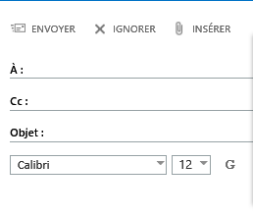 ENVOYER IGNORER INSÉRER
À :
Cc :
Objet :
Calibri 12 G